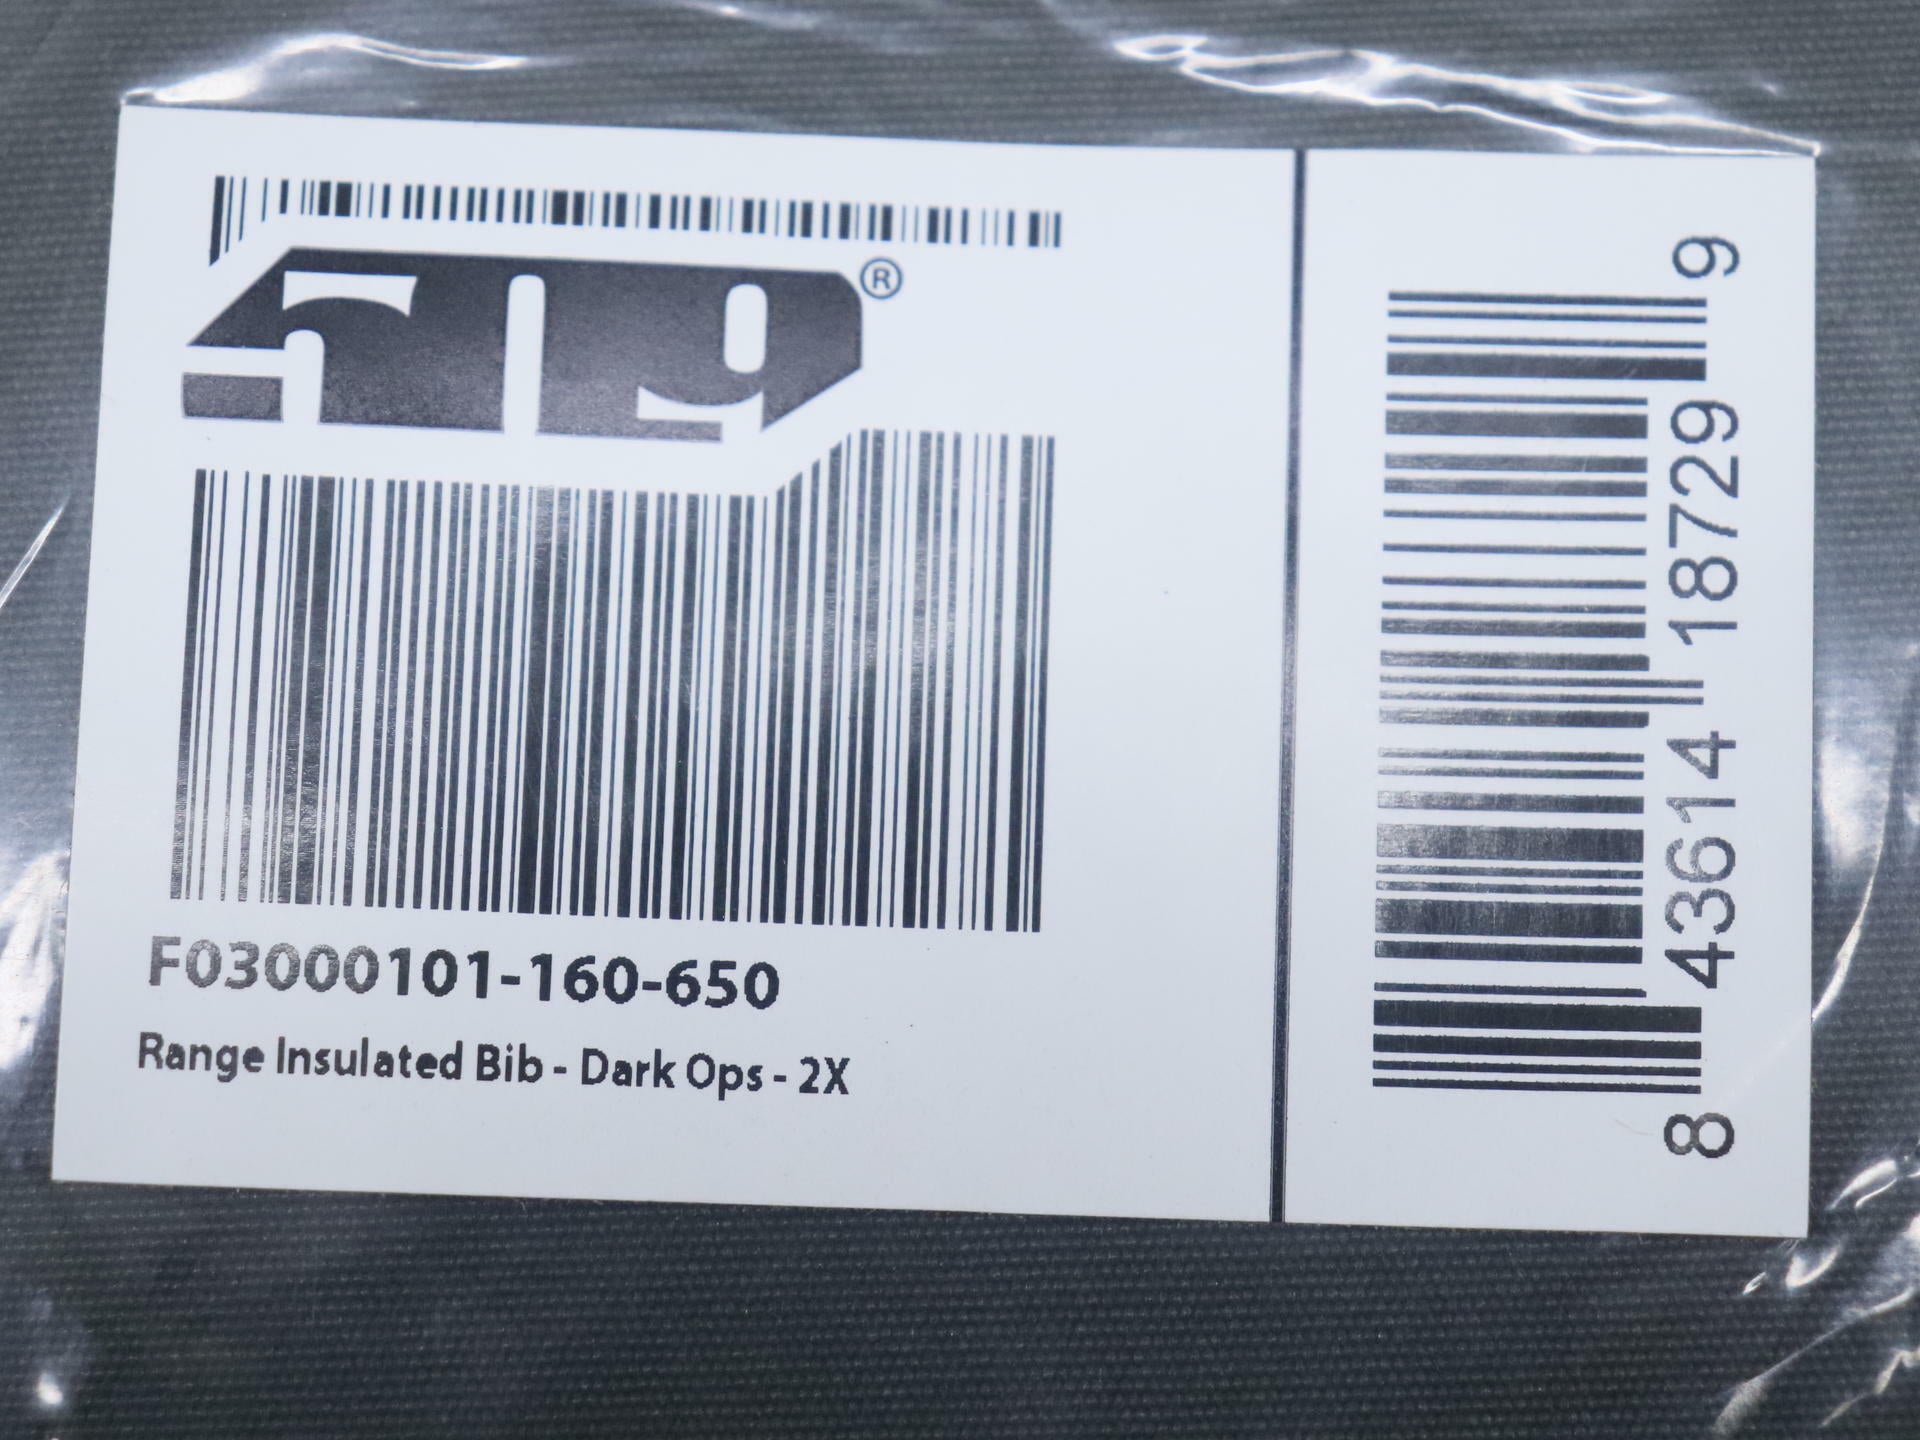 509®
F03000101-160-650
Range Insulated Bib - Dark Ops - 2X
8 43614 18729 9